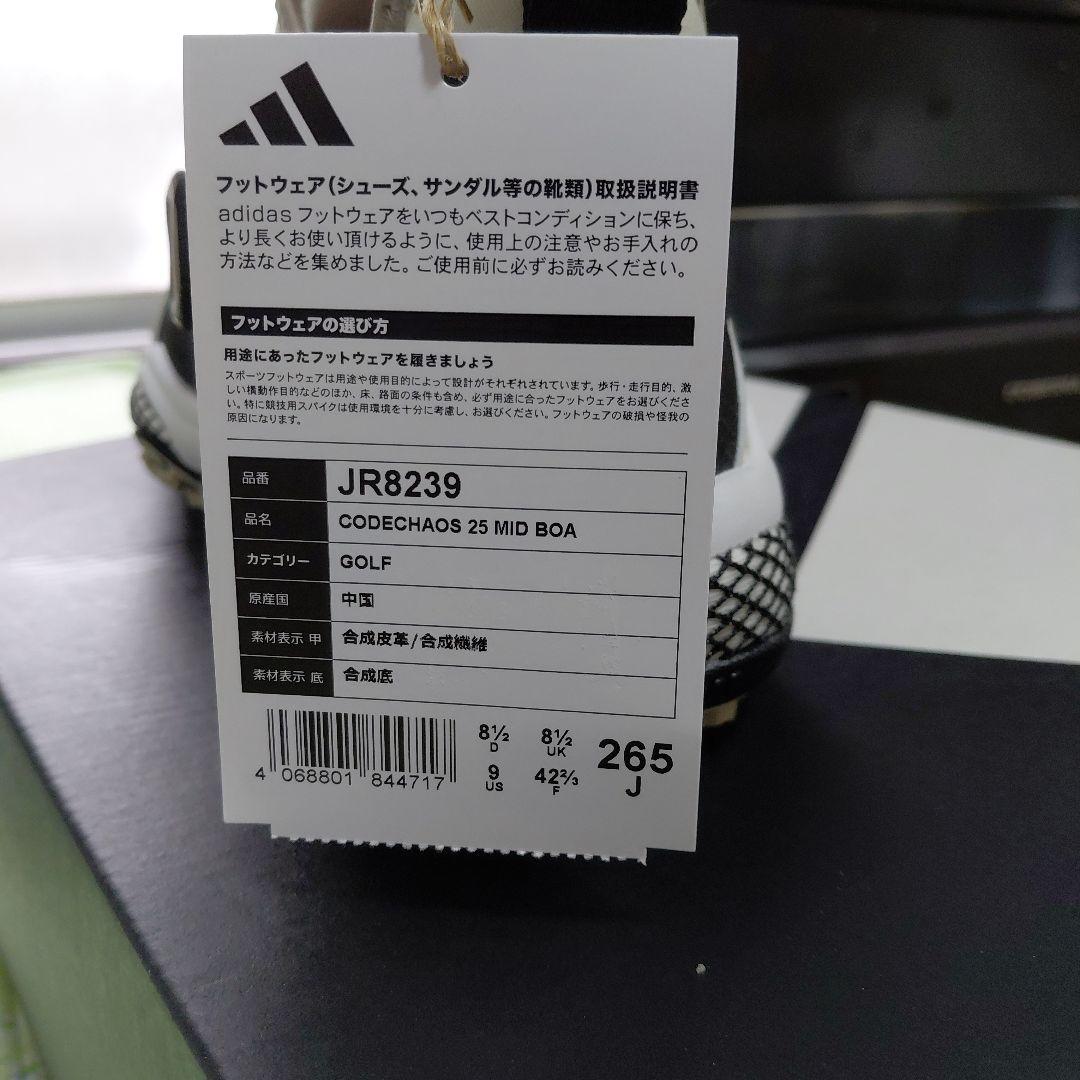 フットウェア(シューズ、サンダル等の靴類)取扱説明書
adidas フットウェアをいつもベストコンディションに保ち、
より長くお使い頂けるように、使用上の注意やお手入れの
方法などを集めました。ご使用前に必ずお読みください。
フットウェアの選び方
用途にあったフットウェアを履きましょう
スポーツフットウェアは用途や使用目的によって設計がそれぞれされています。歩行・走行目的、激
しい横動作目的などのほか、床、路面の条件も含め、必ず用途に合ったフットウェアをお選びくださ
い。特に競技用スパイクは使用環境を十分に考慮し、お選びください。フットウェアの破損や怪我の
原因になります。
品番 JR8239
品名 CODECHAOS 25 MID BOA
カテゴリー GOLF
原産国 中国
素材表示 甲 合成皮革/合成繊維
素材表示 底 合成底
8½ D 8½ UK 265 J
9 US 42⅔ F
4 068801 844717